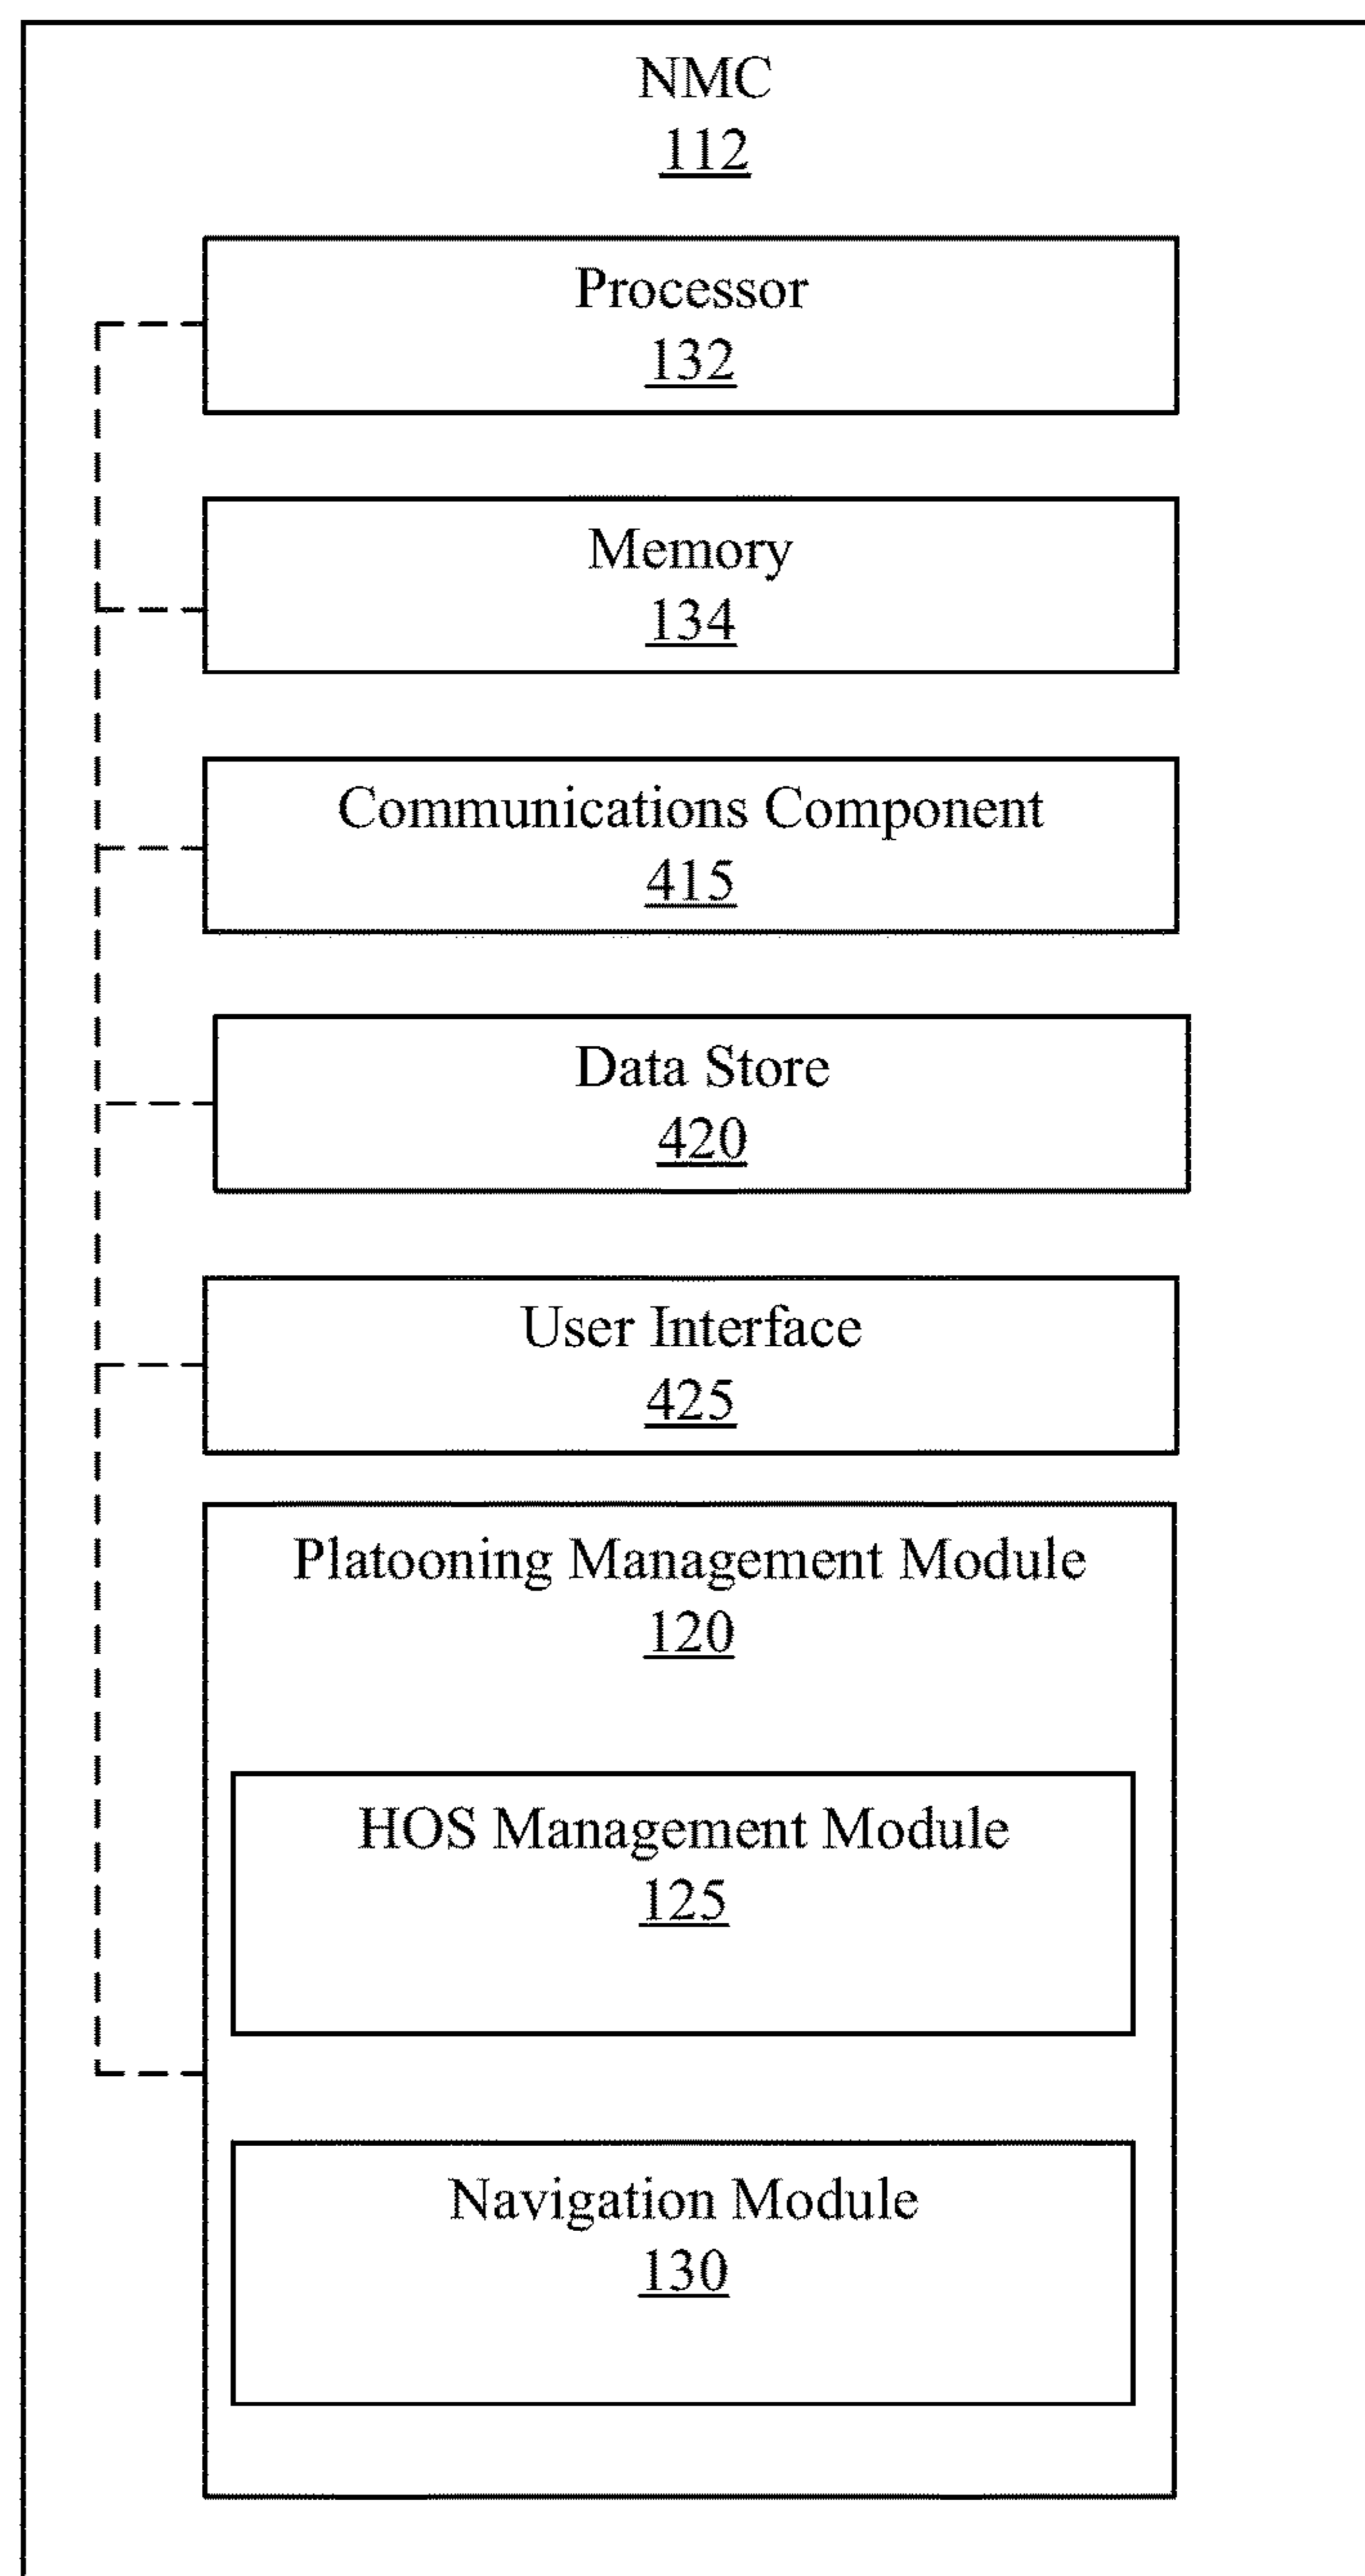 NMC
112
Processor
132
Memory
134
Communications Component
415
Data Store
420
User Interface
425
Platooning Management Module
120
HOS Management Module
125
Navigation Module
130